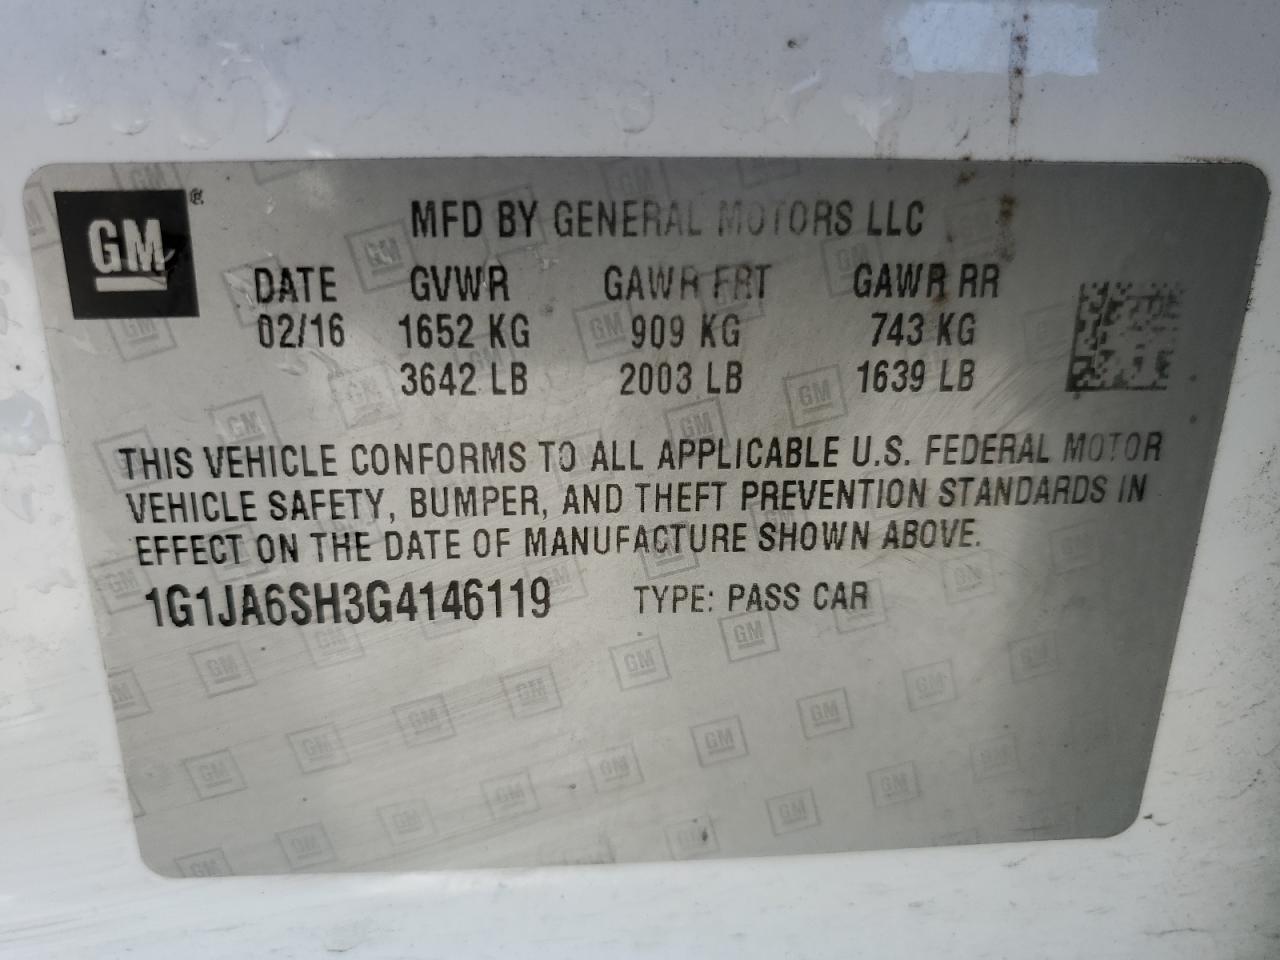 GM® MFD BY GENERAL MOTORS LLC
DATE GVWR GAWR FRT GAWR RR
02/16 1652 KG 909 KG 743 KG
3642 LB 2003 LB 1639 LB
THIS VEHICLE CONFORMS TO ALL APPLICABLE U.S. FEDERAL MOTOR
VEHICLE SAFETY, BUMPER, AND THEFT PREVENTION STANDARDS IN
EFFECT ON THE DATE OF MANUFACTURE SHOWN ABOVE.
1G1JA6SH3G4146119 TYPE: PASS CAR